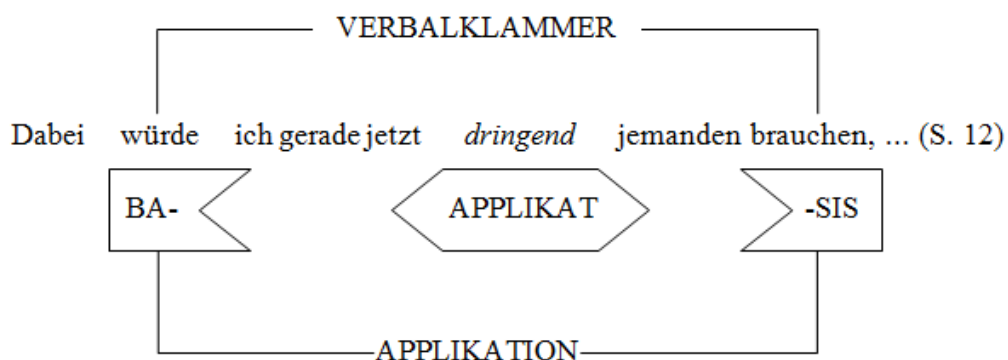 VERBALKLAMMER
Dabei würde ich gerade jetzt dringend jemanden brauchen, ... (S. 12)
BA- APPLIKAT -SIS
APPLIKATION